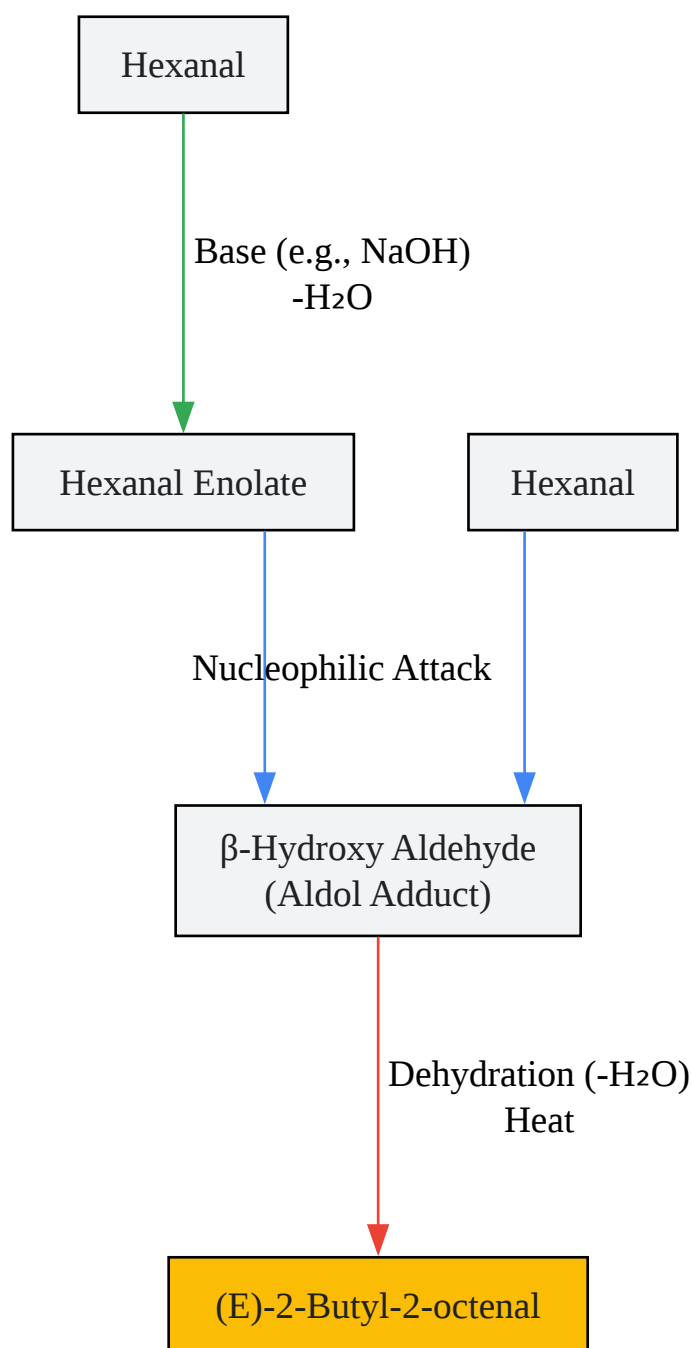 Hexanal
Base (e.g., NaOH)
-H₂O
Hexanal Enolate
Hexanal
Nucleophilic Attack
β-Hydroxy Aldehyde
(Aldol Adduct)
Dehydration (-H₂O)
Heat
(E)-2-Butyl-2-octenal